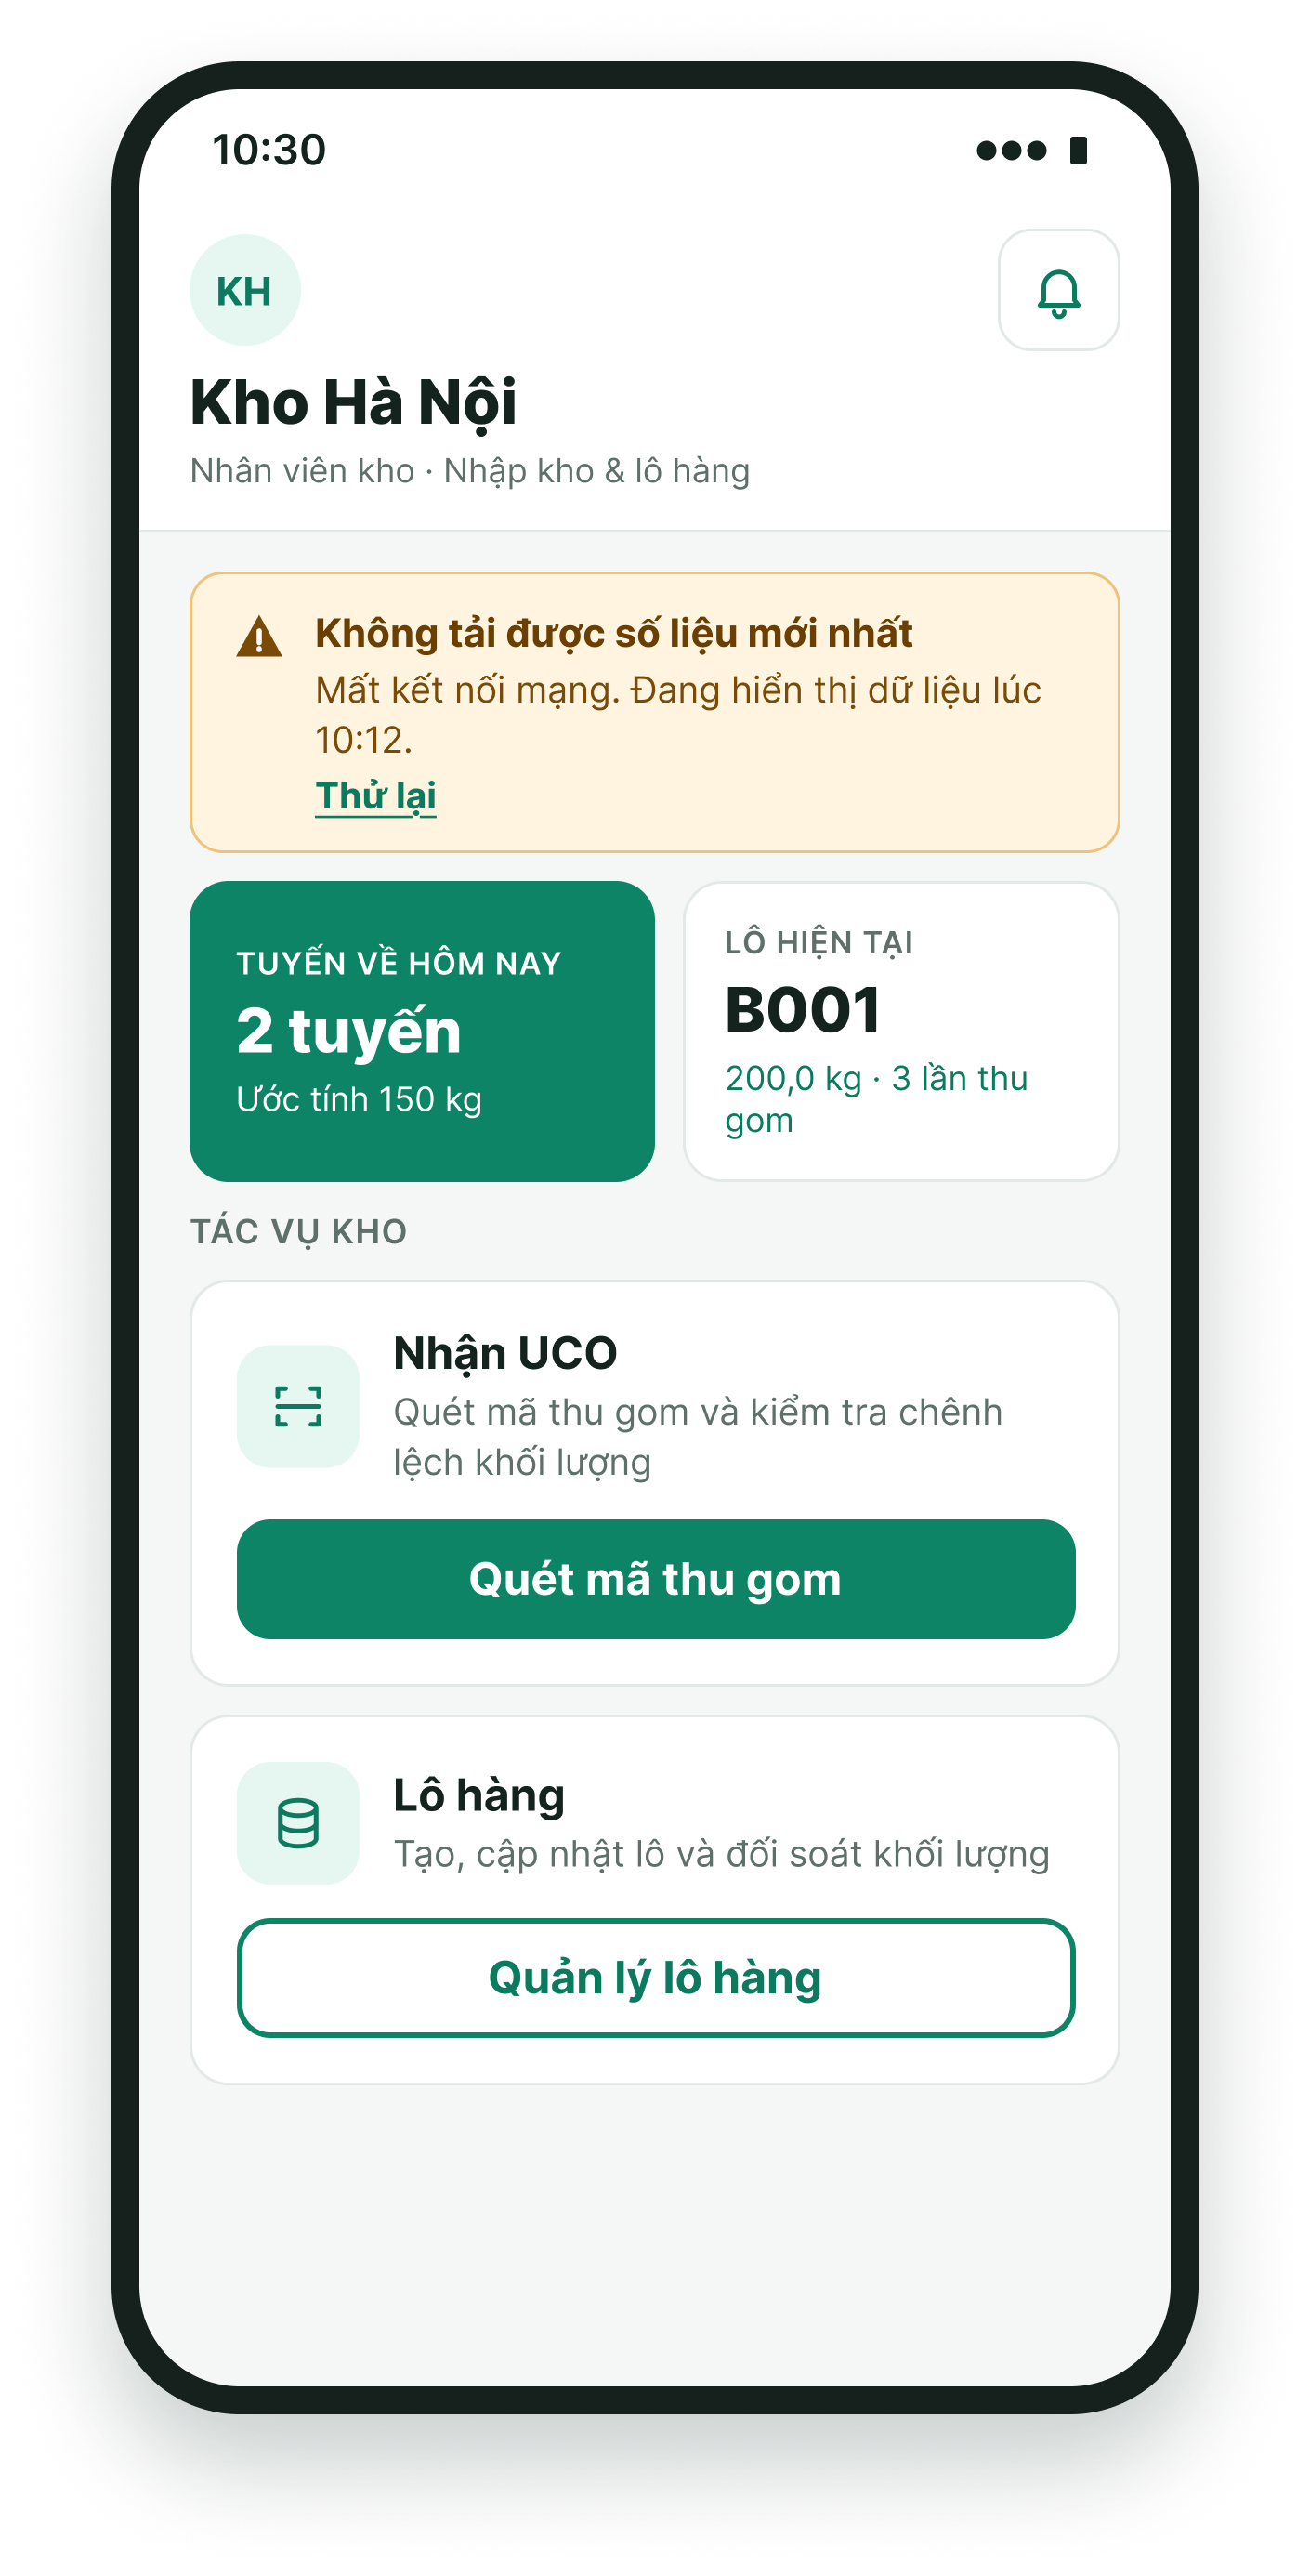 10:30
KH
Kho Hà Nội
Nhân viên kho · Nhập kho & lô hàng
Không tải được số liệu mới nhất
Mất kết nối mạng. Đang hiển thị dữ liệu lúc
10:12.
Thử lại
TUYẾN VỀ HÔM NAY
2 tuyến
Ước tính 150 kg
LÔ HIỆN TẠI
B001
200,0 kg · 3 lần thu
gom
TÁC VỤ KHO
Nhận UCO
Quét mã thu gom và kiểm tra chênh
lệch khối lượng
Quét mã thu gom
Lô hàng
Tạo, cập nhật lô và đối soát khối lượng
Quản lý lô hàng